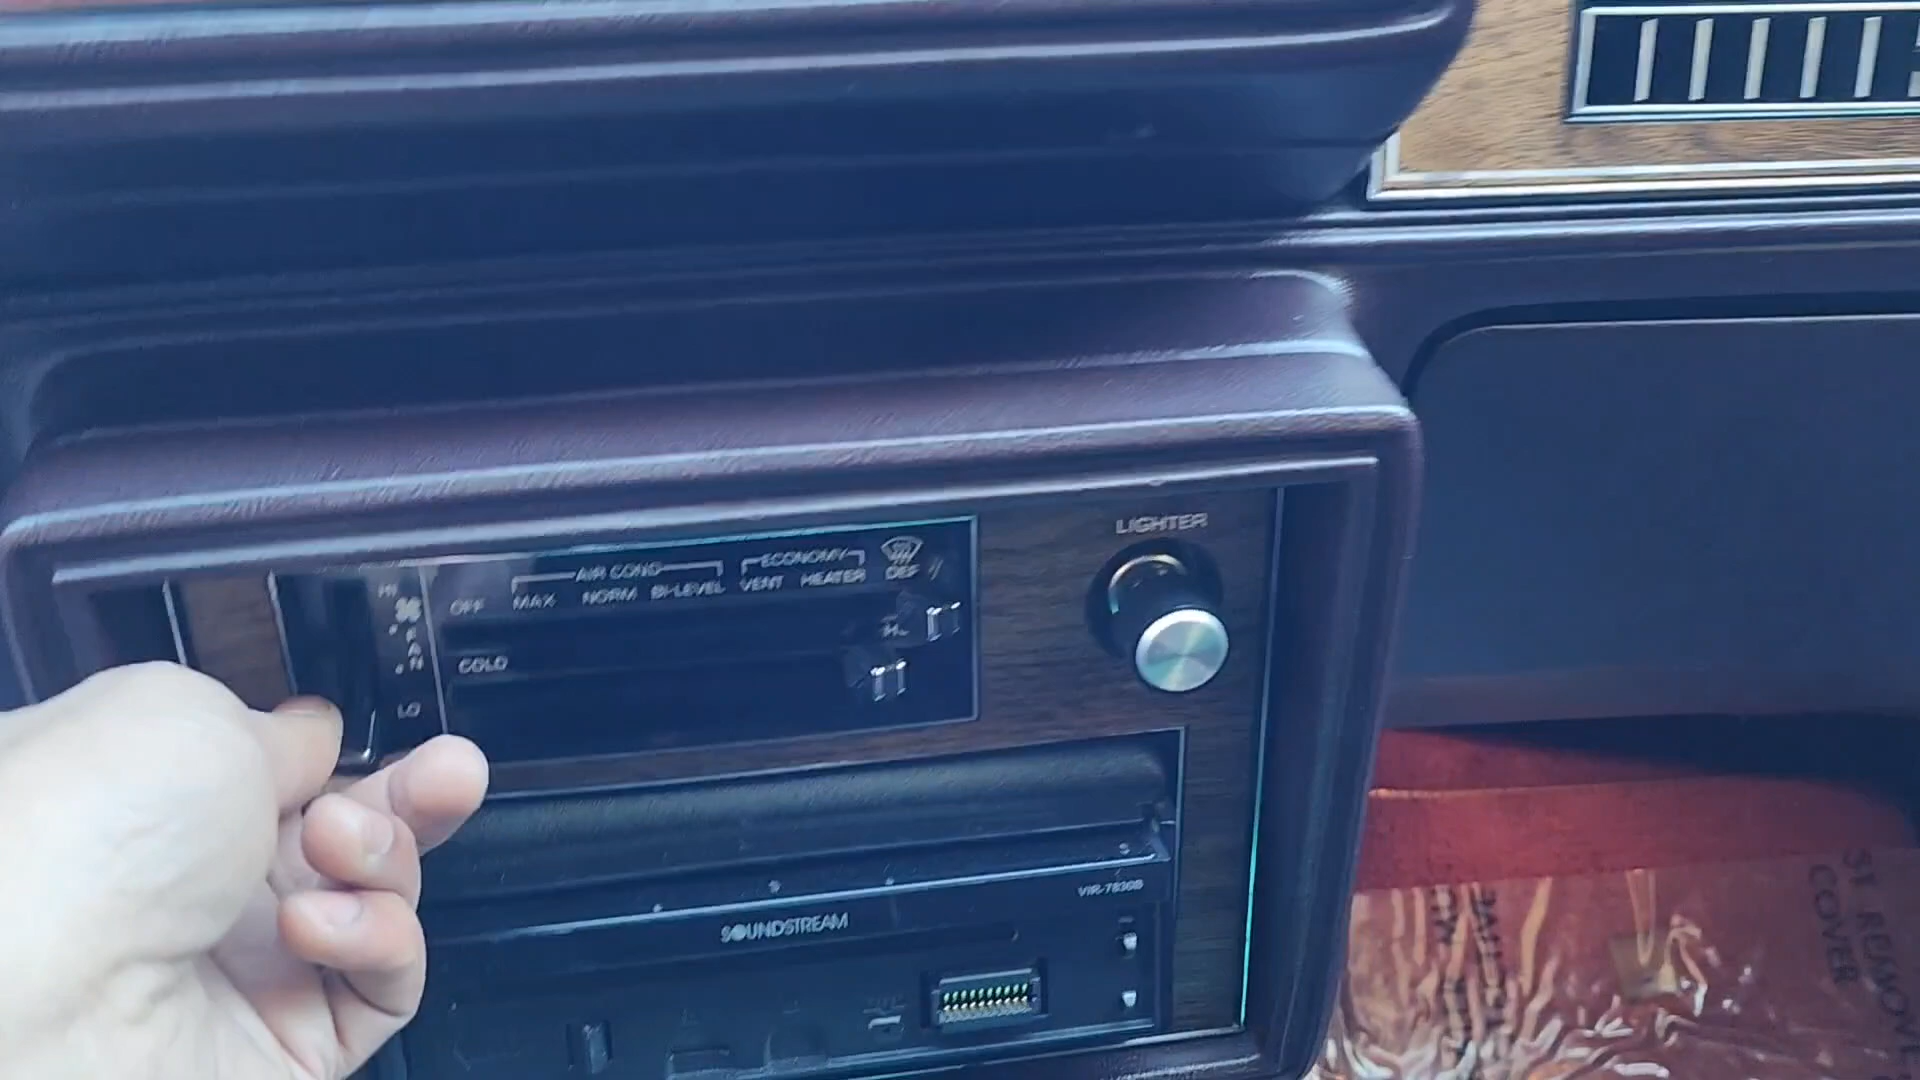 LIGHTER
AIR COND
ECONOMY
OFF MAX NORM BI-LEVEL VENT HEATER DEF
HI
FAN
LO
COLD
SOUNDSTREAM
VIR-7830B
COVER